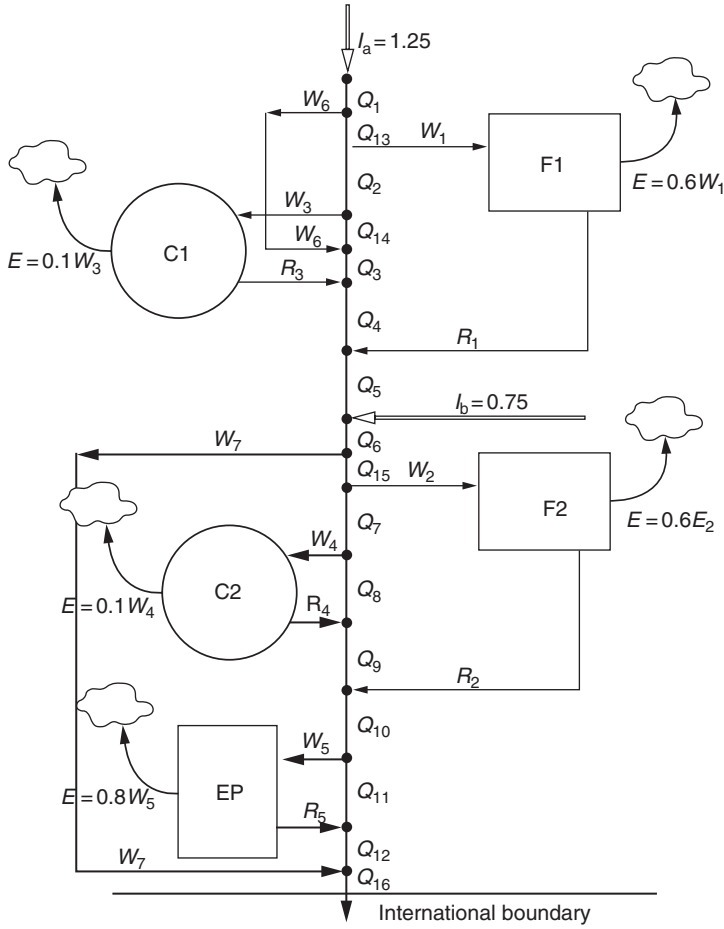 I_a = 1.25
W_6
Q_1
Q_13
W_1
F1
E = 0.6W_1
Q_2
W_3
C1
Q_14
W_6
E = 0.1W_3
R_3
Q_3
Q_4
R_1
Q_5
I_b = 0.75
W_7
Q_6
Q_15
W_2
F2
E = 0.6E_2
Q_7
W_4
C2
Q_8
E = 0.1W_4
R_4
Q_9
R_2
Q_10
W_5
EP
Q_11
E = 0.8W_5
R_5
W_7
Q_12
Q_16
International boundary